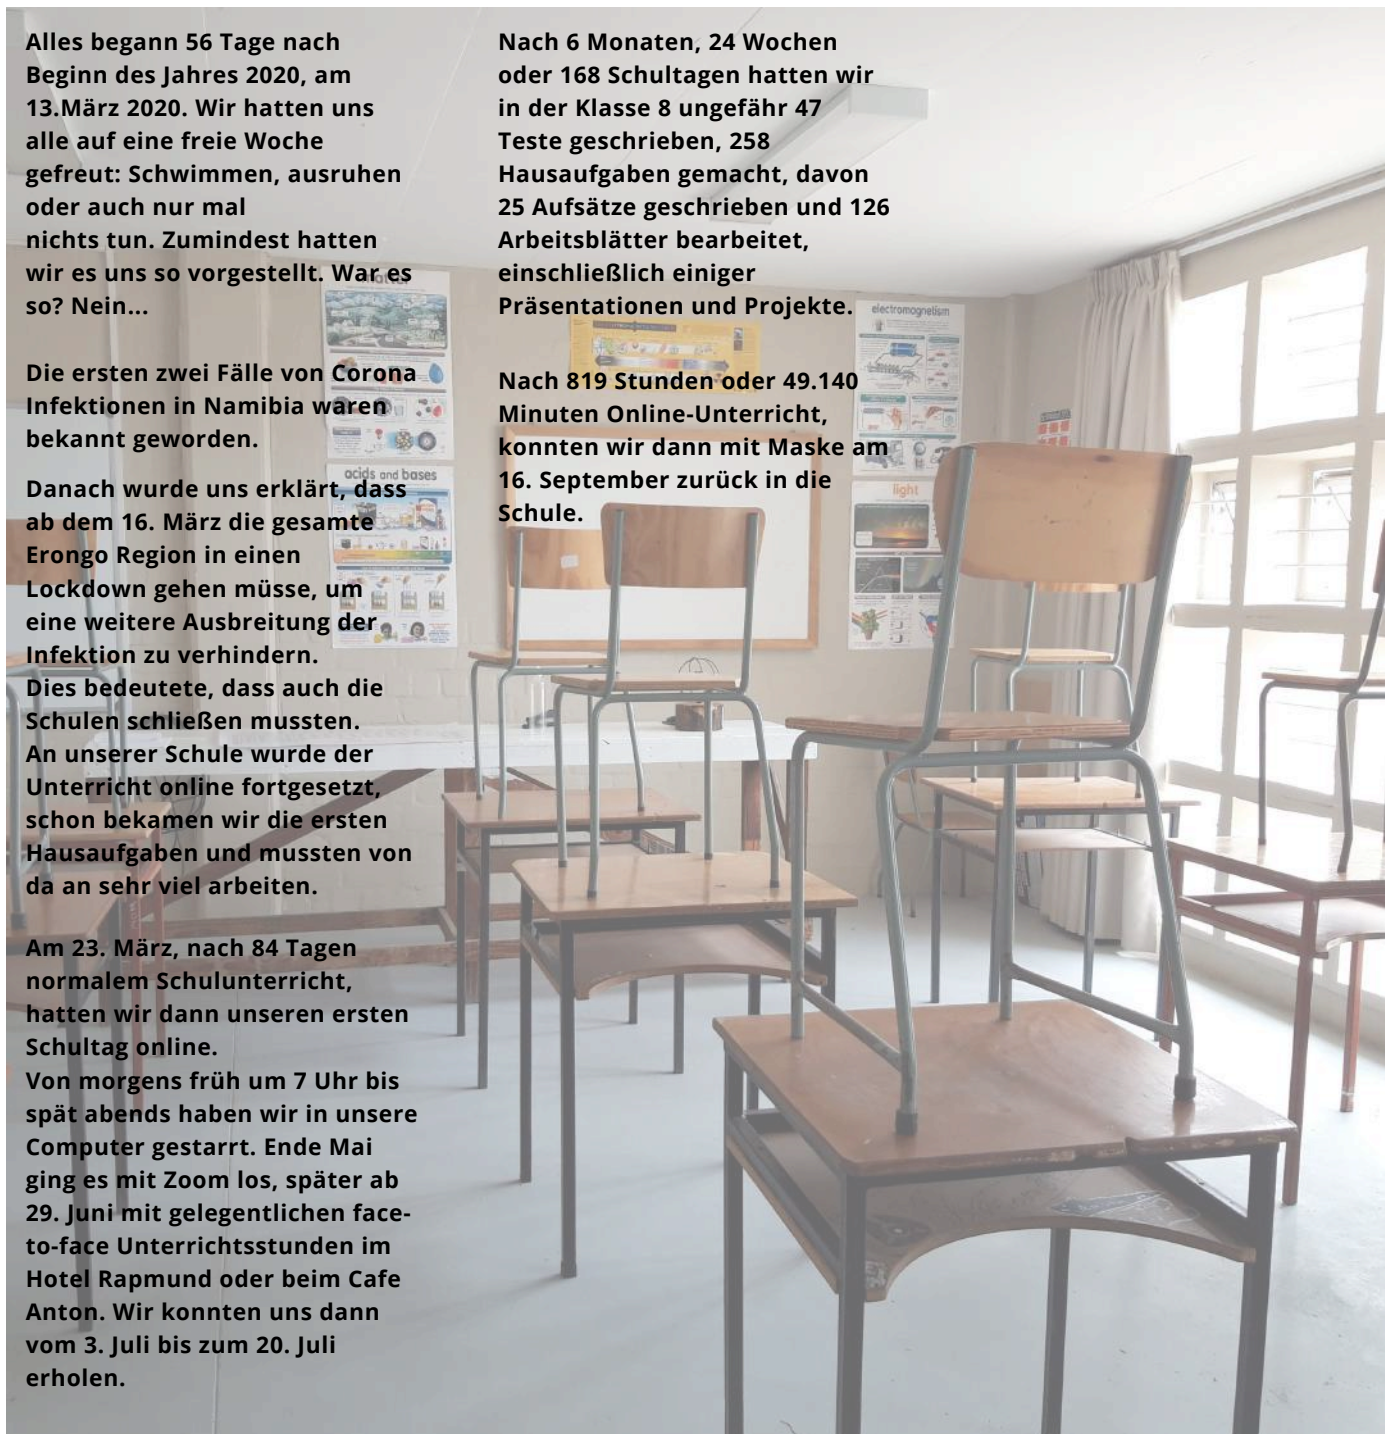 Alles begann 56 Tage nach
Beginn des Jahres 2020, am
13.März 2020. Wir hatten uns
alle auf eine freie Woche
gefreut: Schwimmen, ausruhen
oder auch nur mal
nichts tun. Zumindest hatten
wir es uns so vorgestellt. War es
so? Nein...
Die ersten zwei Fälle von Corona
Infektionen in Namibia waren
bekannt geworden.
Danach wurde uns erklärt, dass
ab dem 16. März die gesamte
Erongo Region in einen
Lockdown gehen müsse, um
eine weitere Ausbreitung der
Infektion zu verhindern.
Dies bedeutete, dass auch die
Schulen schließen mussten.
An unserer Schule wurde der
Unterricht online fortgesetzt,
schon bekamen wir die ersten
Hausaufgaben und mussten von
da an sehr viel arbeiten.
Am 23. März, nach 84 Tagen
normalem Schulunterricht,
hatten wir dann unseren ersten
Schultag online.
Von morgens früh um 7 Uhr bis
spät abends haben wir in unsere
Computer gestarrt. Ende Mai
ging es mit Zoom los, später ab
29. Juni mit gelegentlichen face-
to-face Unterrichtsstunden im
Hotel Rapmund oder beim Cafe
Anton. Wir konnten uns dann
vom 3. Juli bis zum 20. Juli
erholen.
Nach 6 Monaten, 24 Wochen
oder 168 Schultagen hatten wir
in der Klasse 8 ungefähr 47
Teste geschrieben, 258
Hausaufgaben gemacht, davon
25 Aufsätze geschrieben und 126
Arbeitsblätter bearbeitet,
einschließlich einiger
Präsentationen und Projekte.
Nach 819 Stunden oder 49.140
Minuten Online-Unterricht,
konnten wir dann mit Maske am
16. September zurück in die
Schule.
matter
acids and bases
electromagnetism
light